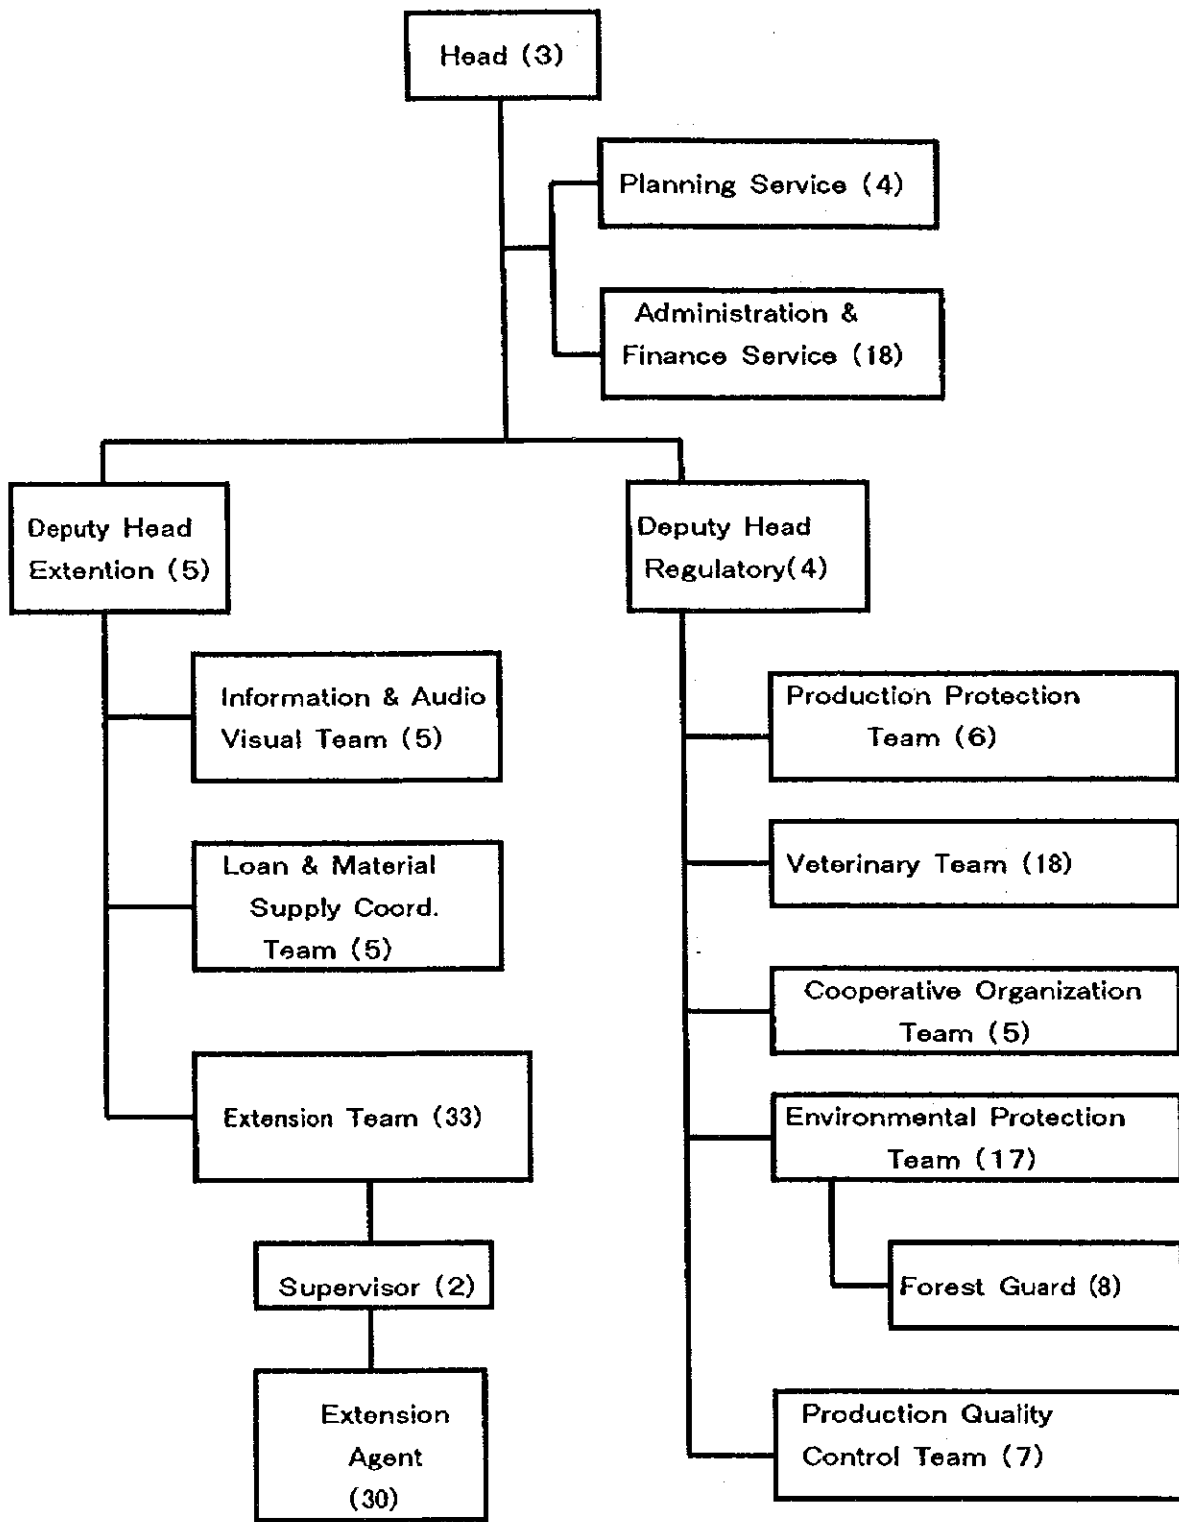 Head (3)
Planning Service (4)
Administration &
Finance Service (18)
Deputy Head
Extention (5)
Deputy Head
Regulatory(4)
Information & Audio
Visual Team (5)
Loan & Material
Supply Coord.
Team (5)
Extension Team (33)
Supervisor (2)
Extension
Agent
(30)
Production Protection
Team (6)
Veterinary Team (18)
Cooperative Organization
Team (5)
Environmental Protection
Team (17)
Forest Guard (8)
Production Quality
Control Team (7)